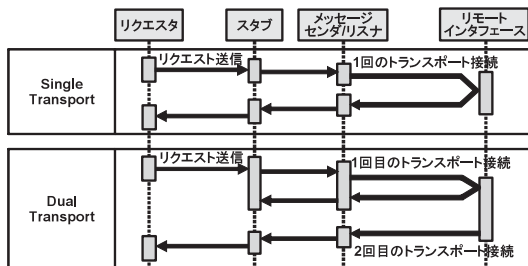 リクエスタ
スタブ
メッセージ
センダ/リスナ
リモート
インタフェース
Single
Transport
リクエスト送信
1回のトランスポート接続
Dual
Transport
リクエスト送信
1回目のトランスポート接続
2回目のトランスポート接続